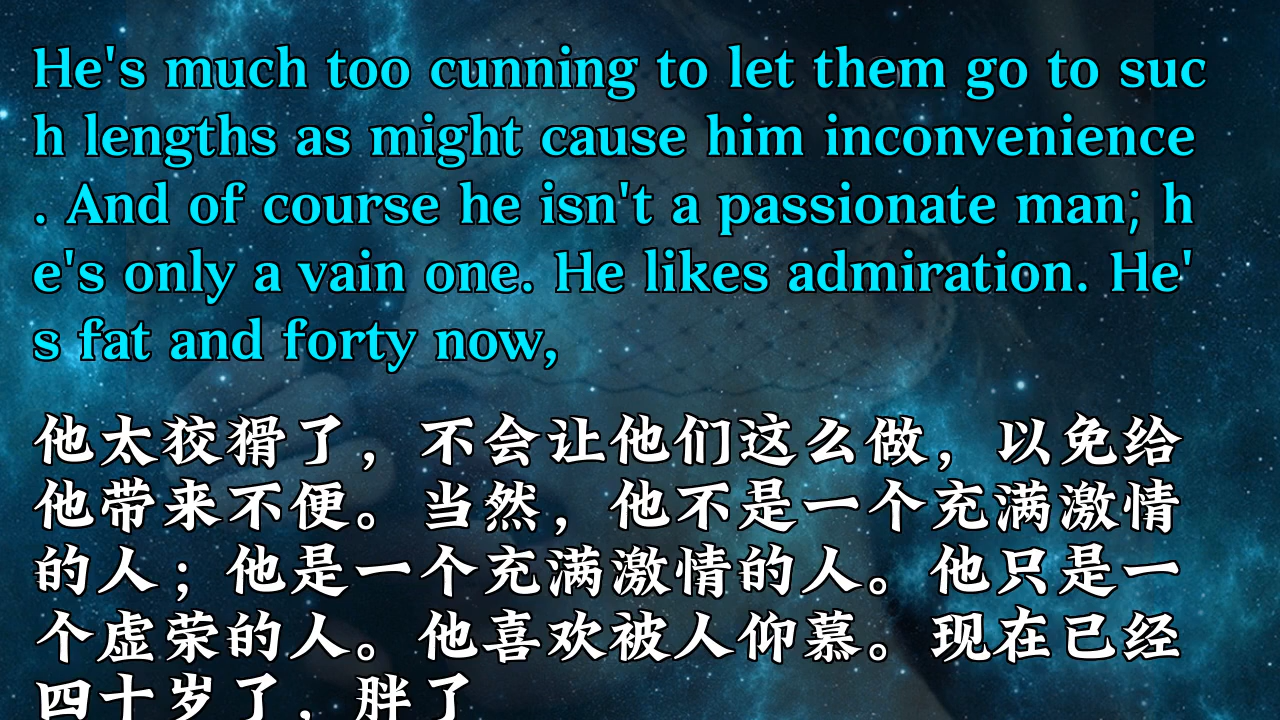 He's much too cunning to let them go to suc
h lengths as might cause him inconvenience
. And of course he isn't a passionate man; h
e's only a vain one. He likes admiration. He'
s fat and forty now,
他太狡猾了，不会让他们这么做，以免给
他带来不便。当然，他不是一个充满激情
的人；他是一个充满激情的人。他只是一
个虚荣的人。他喜欢被人仰慕。现在已经
四十岁了，胖了